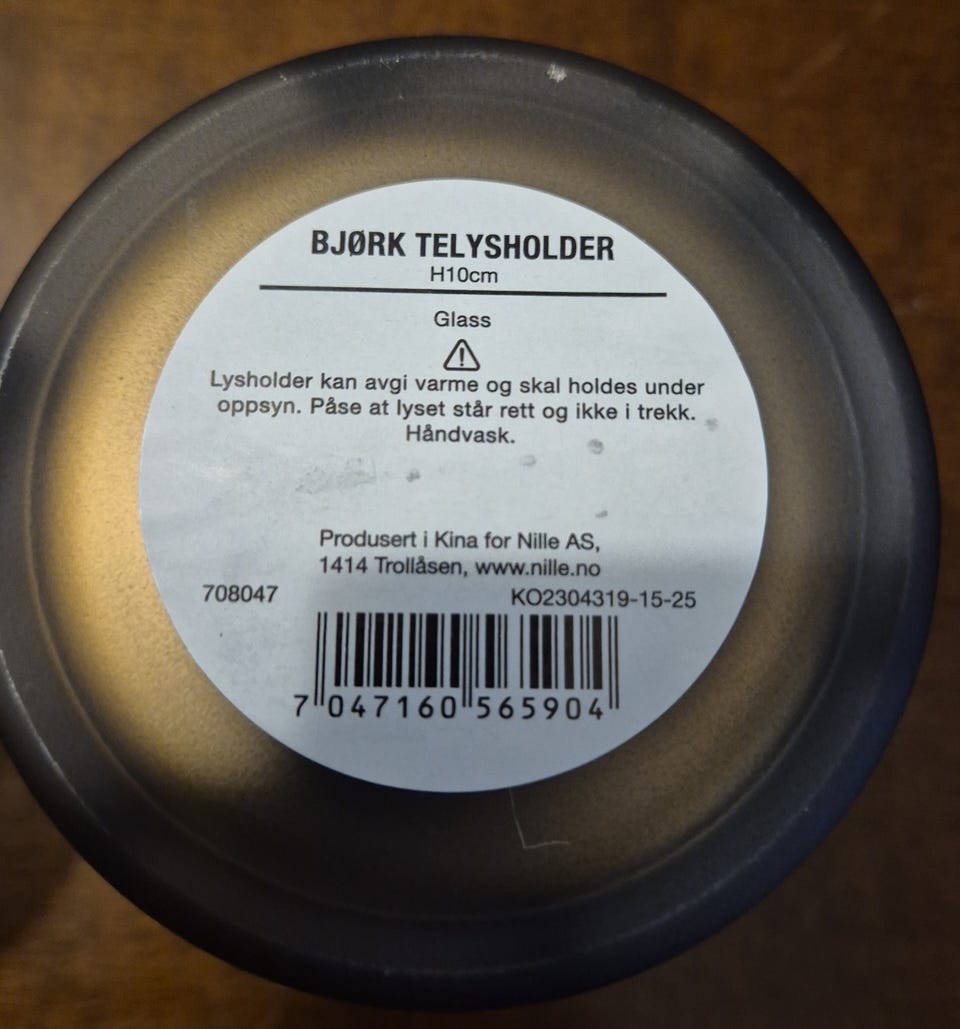 BJØRK TELYSHOLDER
H10cm
Glass
Lysholder kan avgi varme og skal holdes under
oppsyn. Påse at lyset står rett og ikke i trekk.
Håndvask.
Produsert i Kina for Nille AS,
1414 Trollåsen, www.nille.no
708047 KO2304319-15-25
7 047160 565904